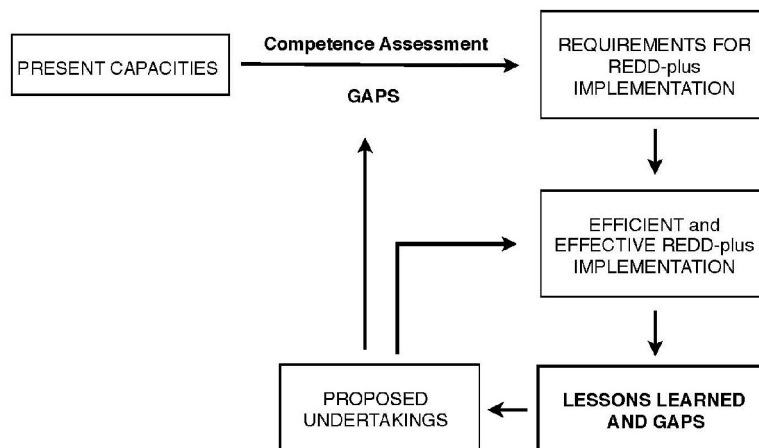 Competence Assessment
PRESENT CAPACITIES
GAPS
REQUIREMENTS FOR
REDD-plus
IMPLEMENTATION
EFFICIENT and
EFFECTIVE REDD-plus
IMPLEMENTATION
PROPOSED
UNDERTAKINGS
LESSONS LEARNED
AND GAPS